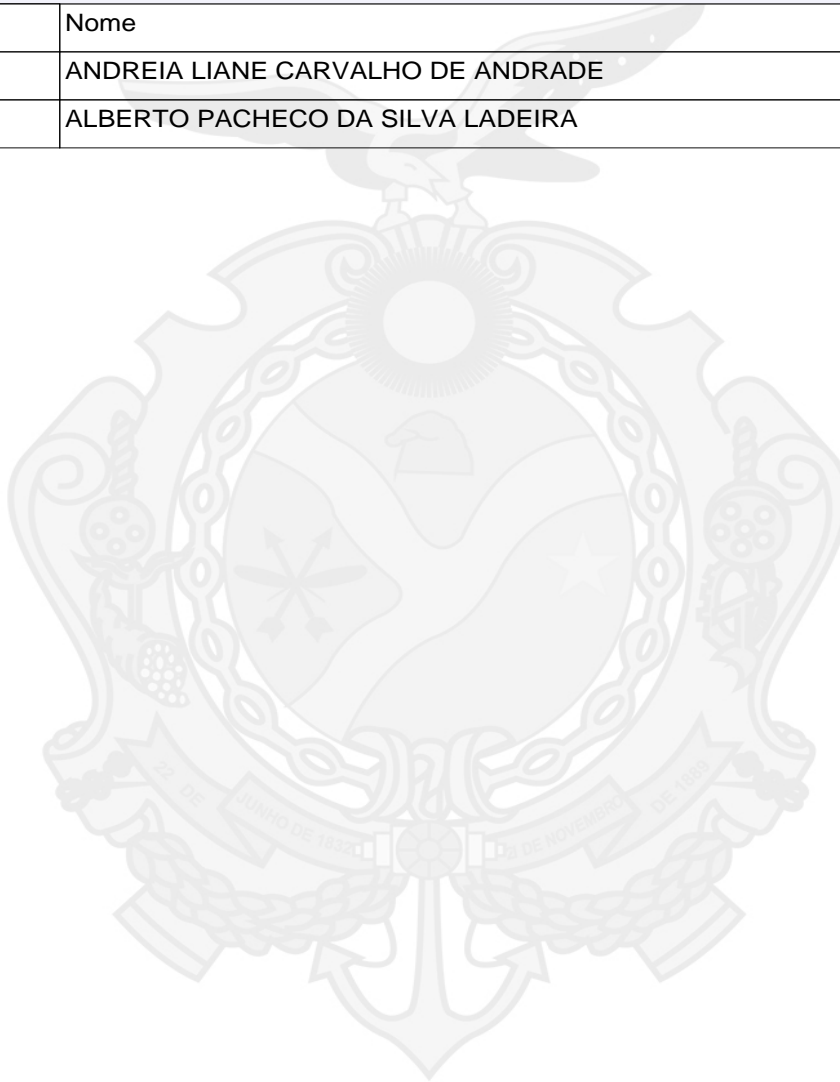 Nome
ANDREIA LIANE CARVALHO DE ANDRADE
ALBERTO PACHECO DA SILVA LADEIRA
22 DE
JUNHO DE 1832
21 DE NOVEMBRO
DE 1889